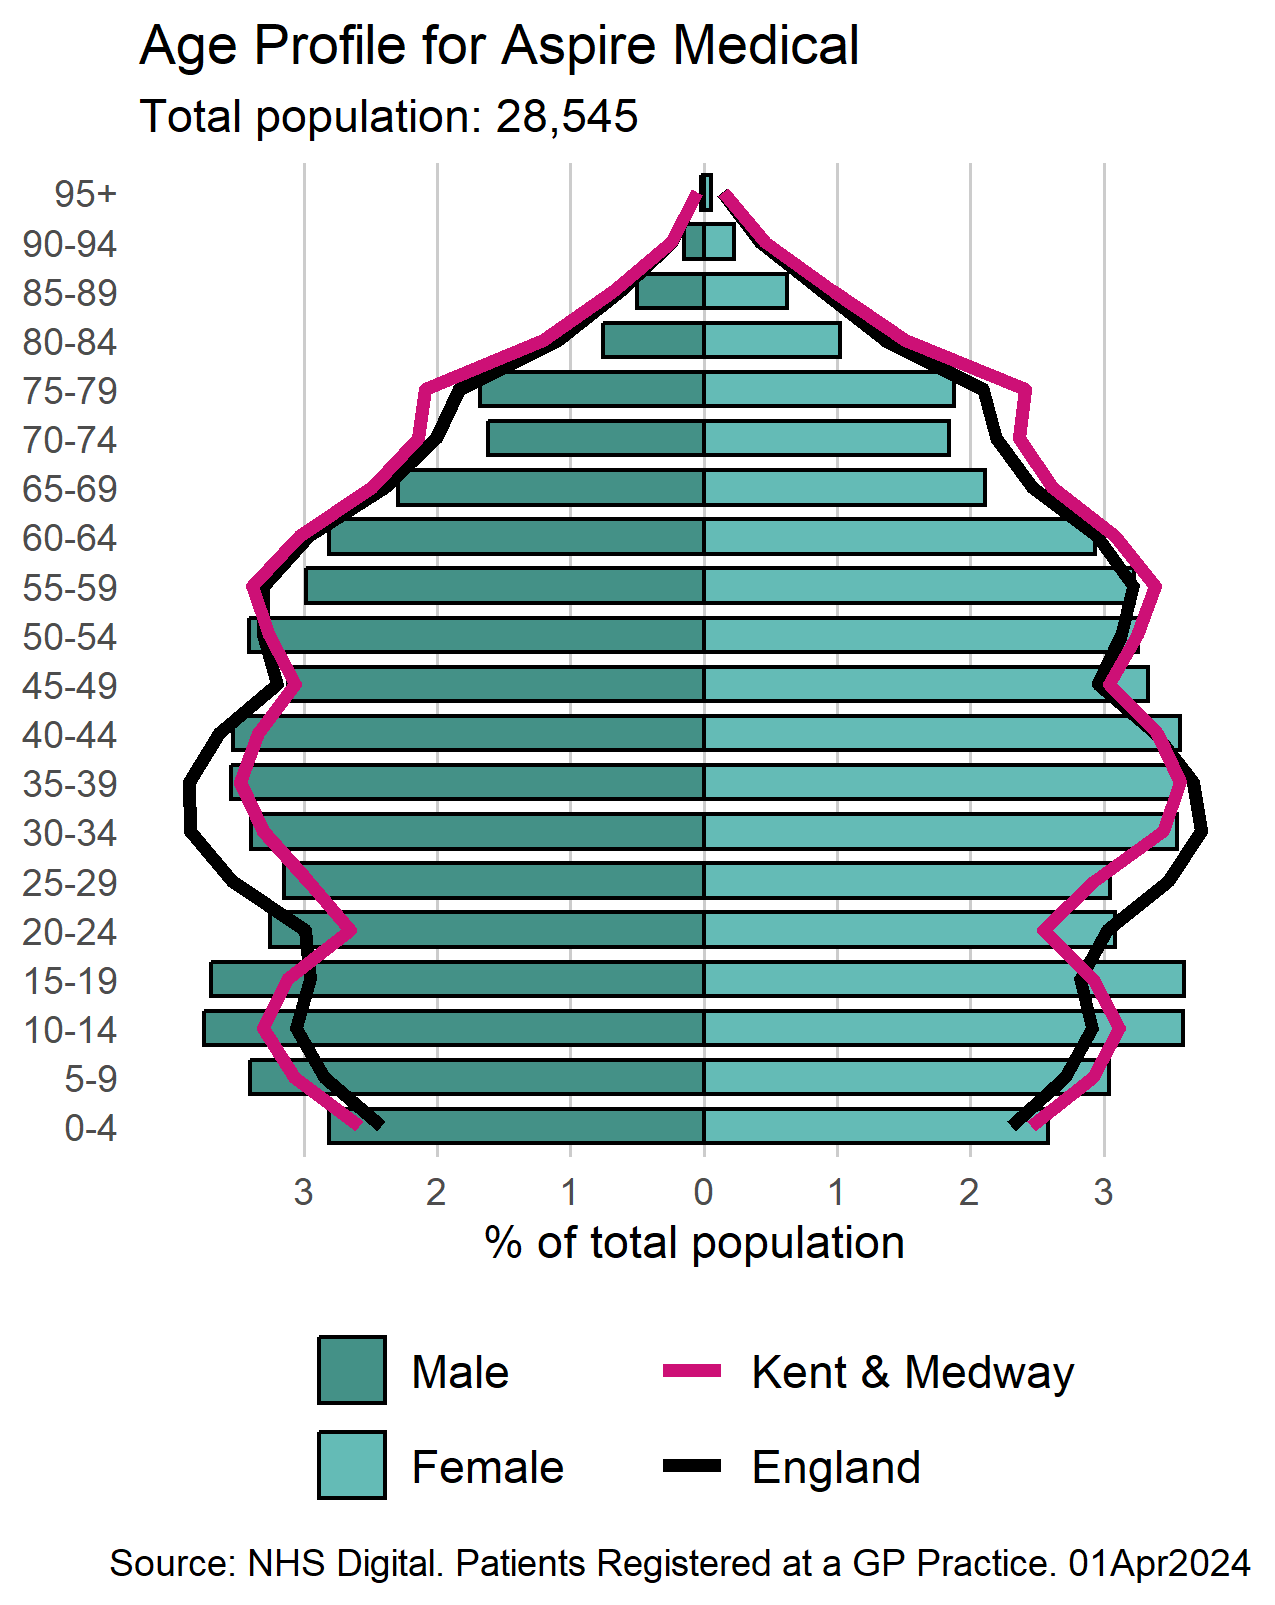 Age Profile for Aspire Medical
Total population: 28,545
95+
90-94
85-89
80-84
75-79
70-74
65-69
60-64
55-59
50-54
45-49
40-44
35-39
30-34
25-29
20-24
15-19
10-14
5-9
0-4
3 2 1 0 1 2 3
% of total population
Male Kent & Medway
Female England
Source: NHS Digital. Patients Registered at a GP Practice. 01Apr2024